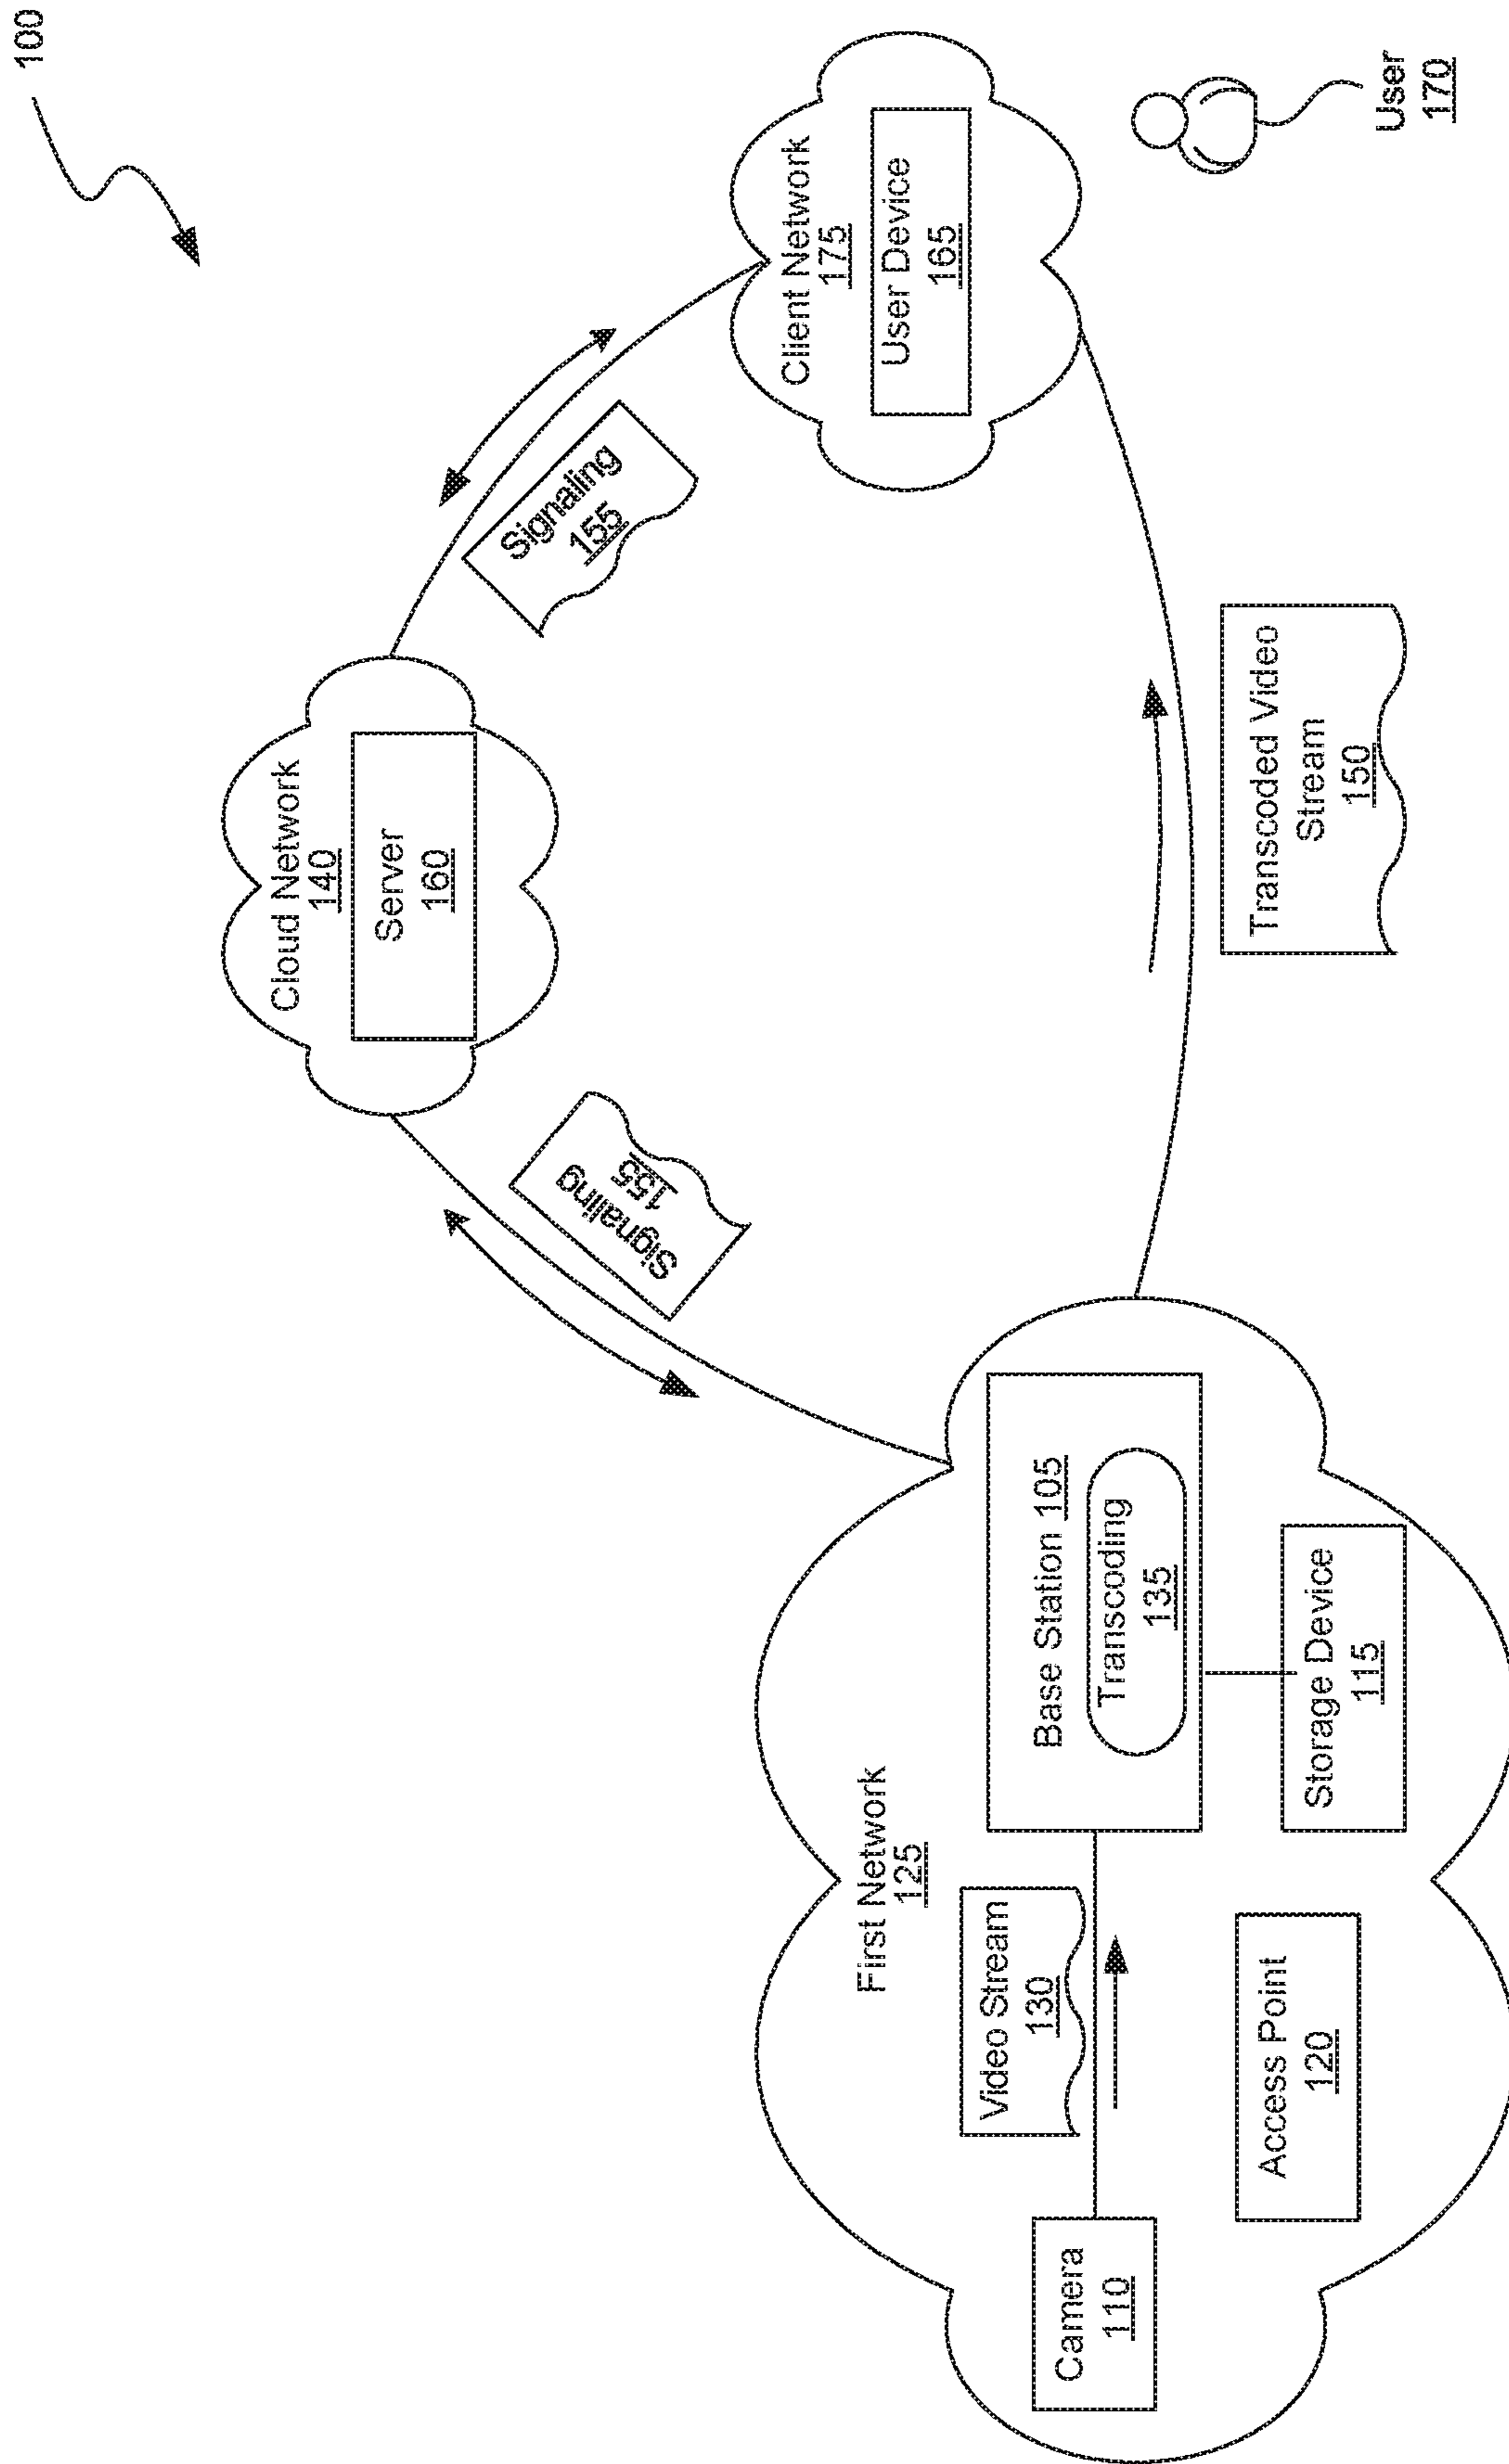 100
Cloud Network
140
Server
160
Signaling
155
Signaling
155
Client Network
175
User Device
165
User
170
First Network
125
Video Stream
130
Base Station 105
Transcoding
135
Camera
110
Access Point
120
Storage Device
115
Transcoded Video
Stream
150